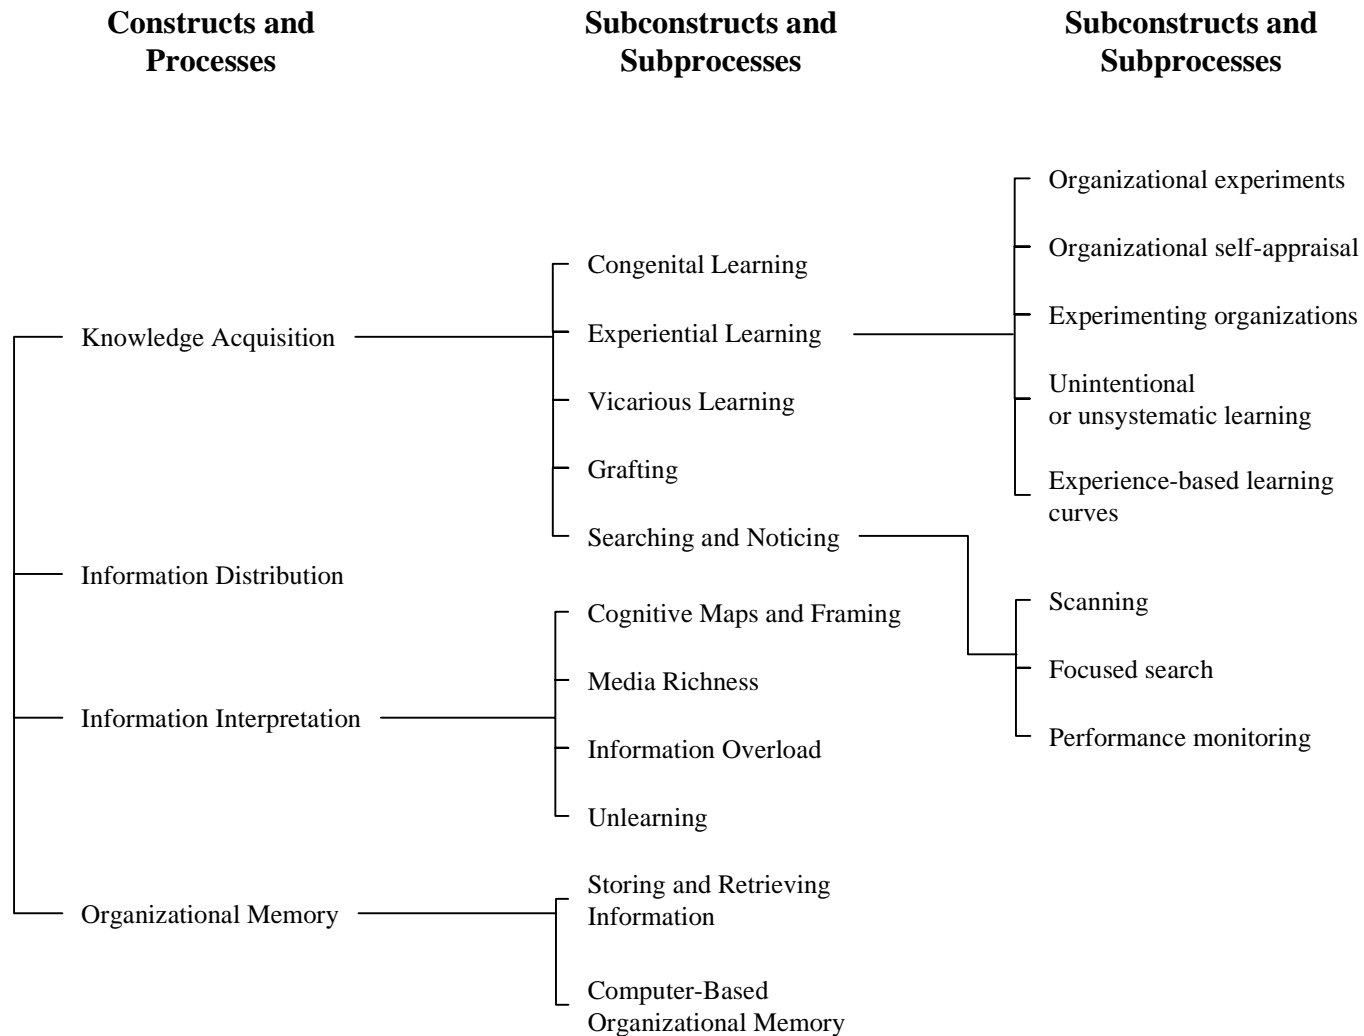 Constructs and
Processes
Subconstructs and
Subprocesses
Subconstructs and
Subprocesses
Knowledge Acquisition
Information Distribution
Information Interpretation
Organizational Memory
Congenital Learning
Experiential Learning
Vicarious Learning
Grafting
Searching and Noticing
Cognitive Maps and Framing
Media Richness
Information Overload
Unlearning
Storing and Retrieving
Information
Computer-Based
Organizational Memory
Organizational experiments
Organizational self-appraisal
Experimenting organizations
Unintentional
or unsystematic learning
Experience-based learning
curves
Scanning
Focused search
Performance monitoring